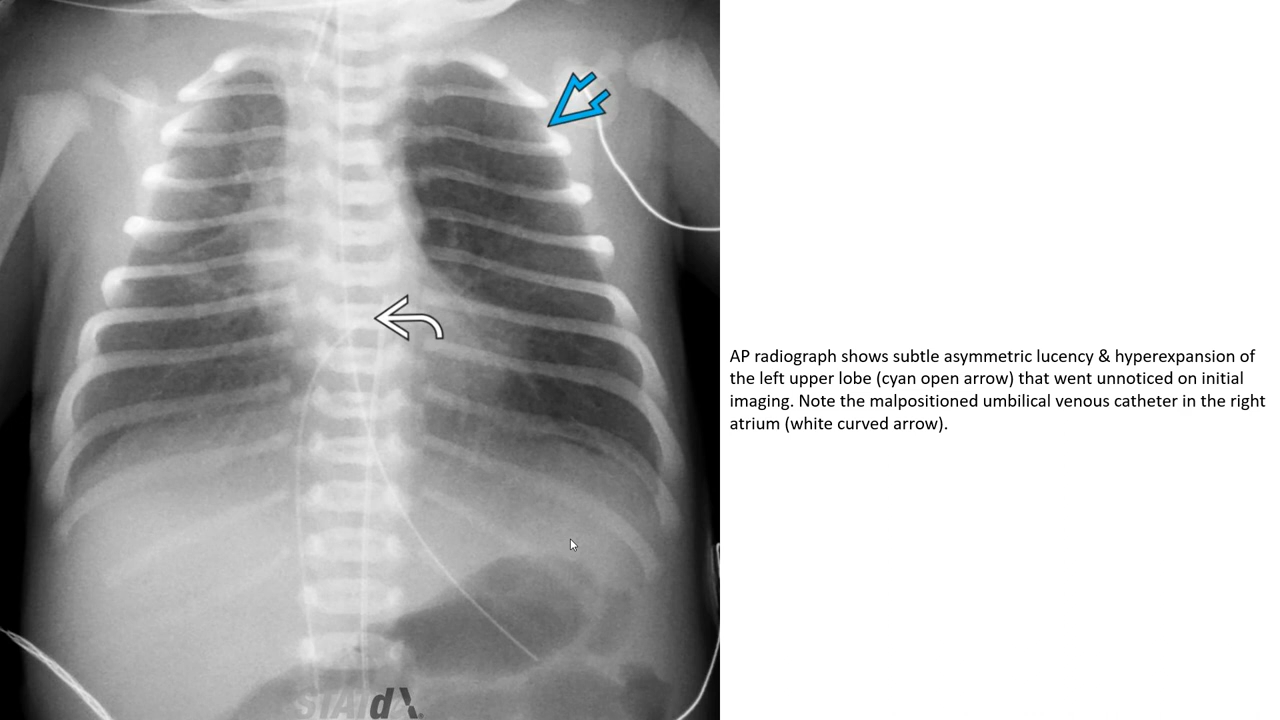 AP radiograph shows subtle asymmetric lucency & hyperexpansion of
the left upper lobe (cyan open arrow) that went unnoticed on initial
imaging. Note the malpositioned umbilical venous catheter in the right
atrium (white curved arrow).
STATdX.